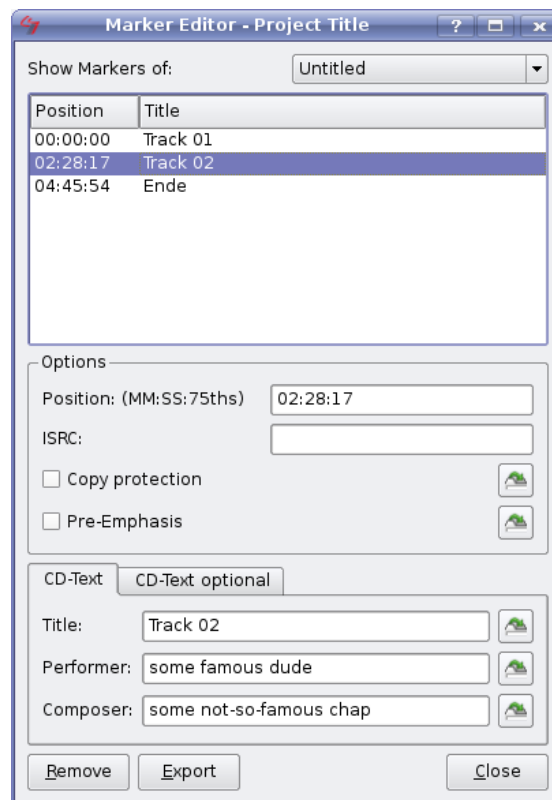 Marker Editor - Project Title ?
Show Markers of: Untitled
Position Title
00:00:00 Track 01
02:28:17 Track 02
04:45:54 Ende
Options
Position: (MM:SS:75ths) 02:28:17
ISRC:
Copy protection
Pre-Emphasis
CD-Text CD-Text optional
Title: Track 02
Performer: some famous dude
Composer: some not-so-famous chap
Remove Export Close